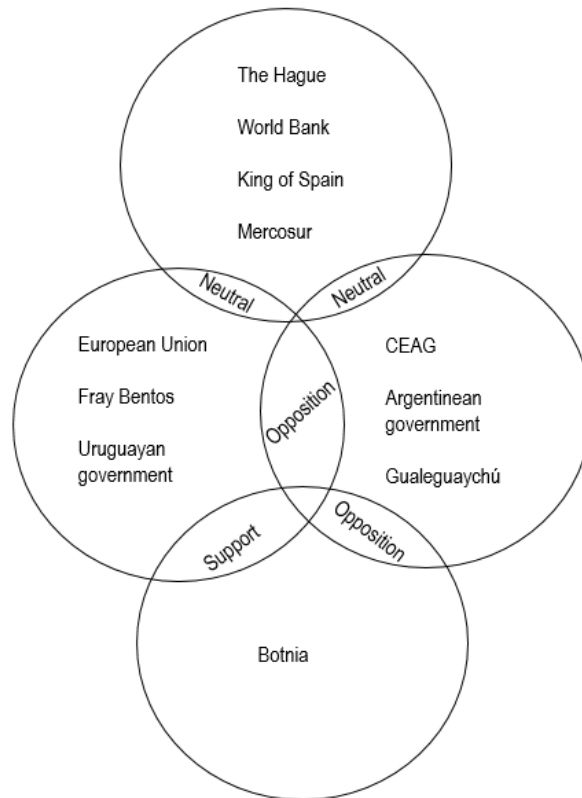 The Hague
World Bank
King of Spain
Mercosur
Neutral
Neutral
European Union
Fray Bentos
Uruguayan
government
Opposition
CEAG
Argentinean
government
Gualeguaychú
Support
Opposition
Botnia